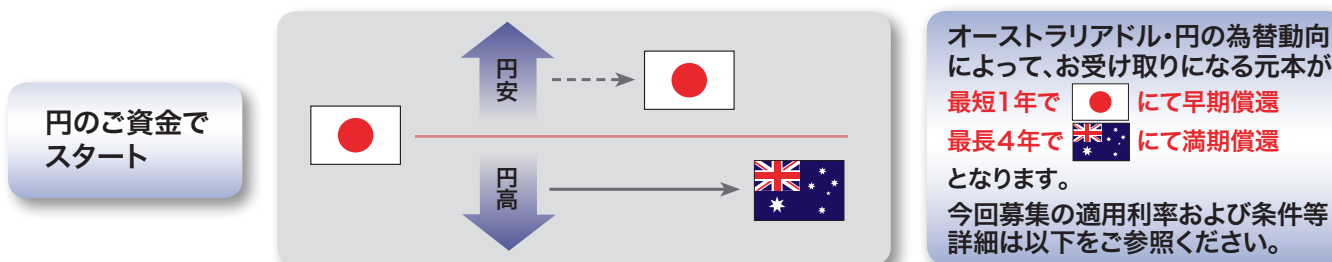 円のご資金で
スタート
円安
円高
オーストラリアドル・円の為替動向
によって、お受け取りになる元本が
最短1年で にて早期償還
最長4年で にて満期償還
となります。
今回募集の適用利率および条件等
詳細は以下をご参照ください。